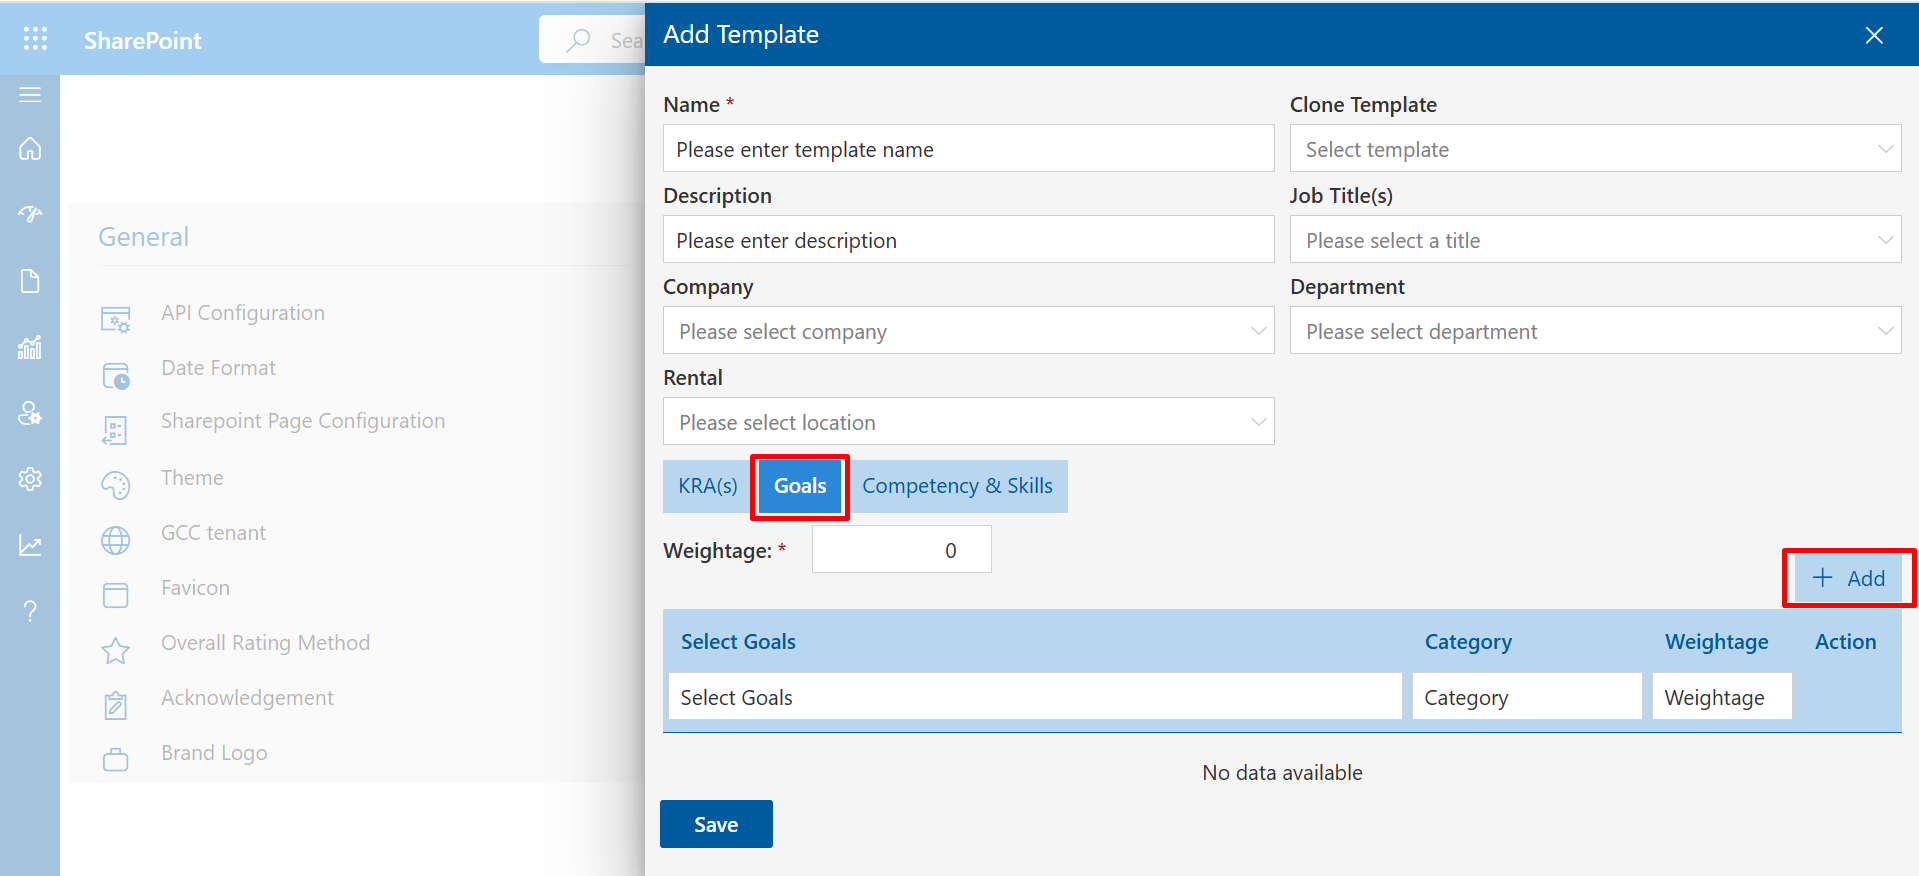 SharePoint
Sea
General
API Configuration
Date Format
Sharepoint Page Configuration
Theme
GCC tenant
Favicon
Overall Rating Method
Acknowledgement
Brand Logo
Add Template
Name *
Clone Template
Please enter template name
Select template
Description
Job Title(s)
Please enter description
Please select a title
Company
Department
Please select company
Please select department
Rental
Please select location
KRA(s) Goals Competency & Skills
Weightage: * 0
+ Add
Select Goals Category Weightage Action
Select Goals Category Weightage
No data available
Save